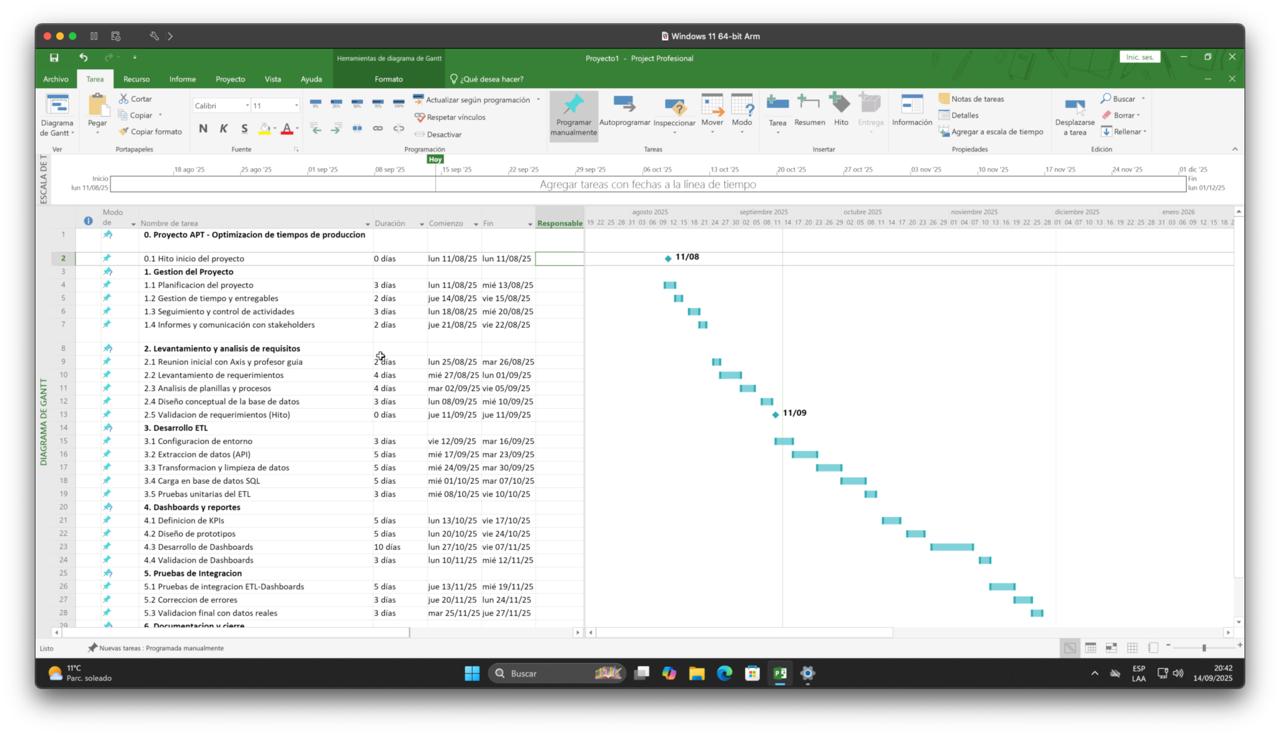 Windows 11 64-bit Arm
Herramientas de diagrama de Gantt
Proyecto1 - Project Profesional
Inic. ses.
Archivo Tarea Recurso Informe Proyecto Vista Ayuda Formato ¿Qué desea hacer?
Diagrama de Gantt
Ver
Pegar
Cortar
Copiar
Copiar formato
Portapapeles
Calibri 11
N K S A
Fuente
Actualizar según programación
Respetar vínculos
Desactivar
Programación
Programar manualmente
Autoprogramar
Inspeccionar
Mover
Modo
Tareas
Tarea
Resumen
Hito
Entrega
Insertar
Información
Notas de tareas
Detalles
Agregar a escala de tiempo
Propiedades
Desplazarse a tarea
Buscar
Borrar
Rellenar
Edición
ESCALA DE T
Hoy
18 ago '25 25 ago '25 01 sep '25 08 sep '25 15 sep '25 22 sep '25 29 sep '25 06 oct '25 13 oct '25 20 oct '25 27 oct '25 03 nov '25 10 nov '25 17 nov '25 24 nov '25 01 dic '25
Inicio
lun 11/08/25
Agregar tareas con fechas a la línea de tiempo
Fin
lun 01/12/25
DIAGRAMA DE GANTT
Modo de Nombre de tarea Duración Comienzo Fin Responsable
agosto 2025 septiembre 2025 octubre 2025 noviembre 2025 diciembre 2025 enero 2026
1 0. Proyecto APT - Optimizacion de tiempos de produccion
2 0.1 Hito inicio del proyecto 0 días lun 11/08/25 lun 11/08/25 11/08
3 1. Gestion del Proyecto
4 1.1 Planificacion del proyecto 3 días lun 11/08/25 mié 13/08/25
5 1.2 Gestion de tiempo y entregables 2 días jue 14/08/25 vie 15/08/25
6 1.3 Seguimiento y control de actividades 3 días lun 18/08/25 mié 20/08/25
7 1.4 Informes y comunicación con stakeholders 2 días jue 21/08/25 vie 22/08/25
8 2. Levantamiento y analisis de requisitos
9 2.1 Reunion inicial con Axis y profesor guia 2 días lun 25/08/25 mar 26/08/25
10 2.2 Levantamiento de requerimientos 4 días mié 27/08/25 lun 01/09/25
11 2.3 Analisis de planillas y procesos 4 días mar 02/09/25 vie 05/09/25
12 2.4 Diseño conceptual de la base de datos 3 días lun 08/09/25 mié 10/09/25
13 2.5 Validacion de requerimientos (Hito) 0 días jue 11/09/25 jue 11/09/25 11/09
14 3. Desarrollo ETL
15 3.1 Configuracion de entorno 3 días vie 12/09/25 mar 16/09/25
16 3.2 Extraccion de datos (API) 5 días mié 17/09/25 mar 23/09/25
17 3.3 Transformacion y limpieza de datos 5 días mié 24/09/25 mar 30/09/25
18 3.4 Carga en base de datos SQL 5 días mié 01/10/25 mar 07/10/25
19 3.5 Pruebas unitarias del ETL 3 días mié 08/10/25 vie 10/10/25
20 4. Dashboards y reportes
21 4.1 Definicion de KPIs 5 días lun 13/10/25 vie 17/10/25
22 4.2 Diseño de prototipos 5 días lun 20/10/25 vie 24/10/25
23 4.3 Desarrollo de Dashboards 10 días lun 27/10/25 vie 07/11/25
24 4.4 Validacion de Dashboards 3 días lun 10/11/25 mié 12/11/25
25 5. Pruebas de Integracion
26 5.1 Pruebas de integracion ETL-Dashboards 5 días jue 13/11/25 mié 19/11/25
27 5.2 Correccion de errores 3 días jue 20/11/25 lun 24/11/25
28 5.3 Validacion final con datos reales 3 días mar 25/11/25 jue 27/11/25
29 6. Documentacion y cierre
Listo Nuevas tareas : Programada manualmente
11°C
Parc. soleado
Buscar
ESP
LAA
20:42
14/09/2025